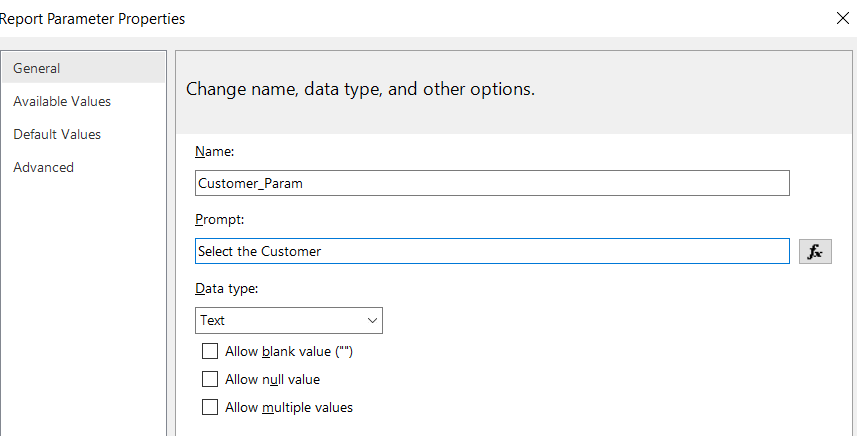 Report Parameter Properties
General
Available Values
Default Values
Advanced
Change name, data type, and other options.
Name:
Customer_Param
Prompt:
Select the Customer
fx
Data type:
Text
Allow blank value ("")
Allow null value
Allow multiple values